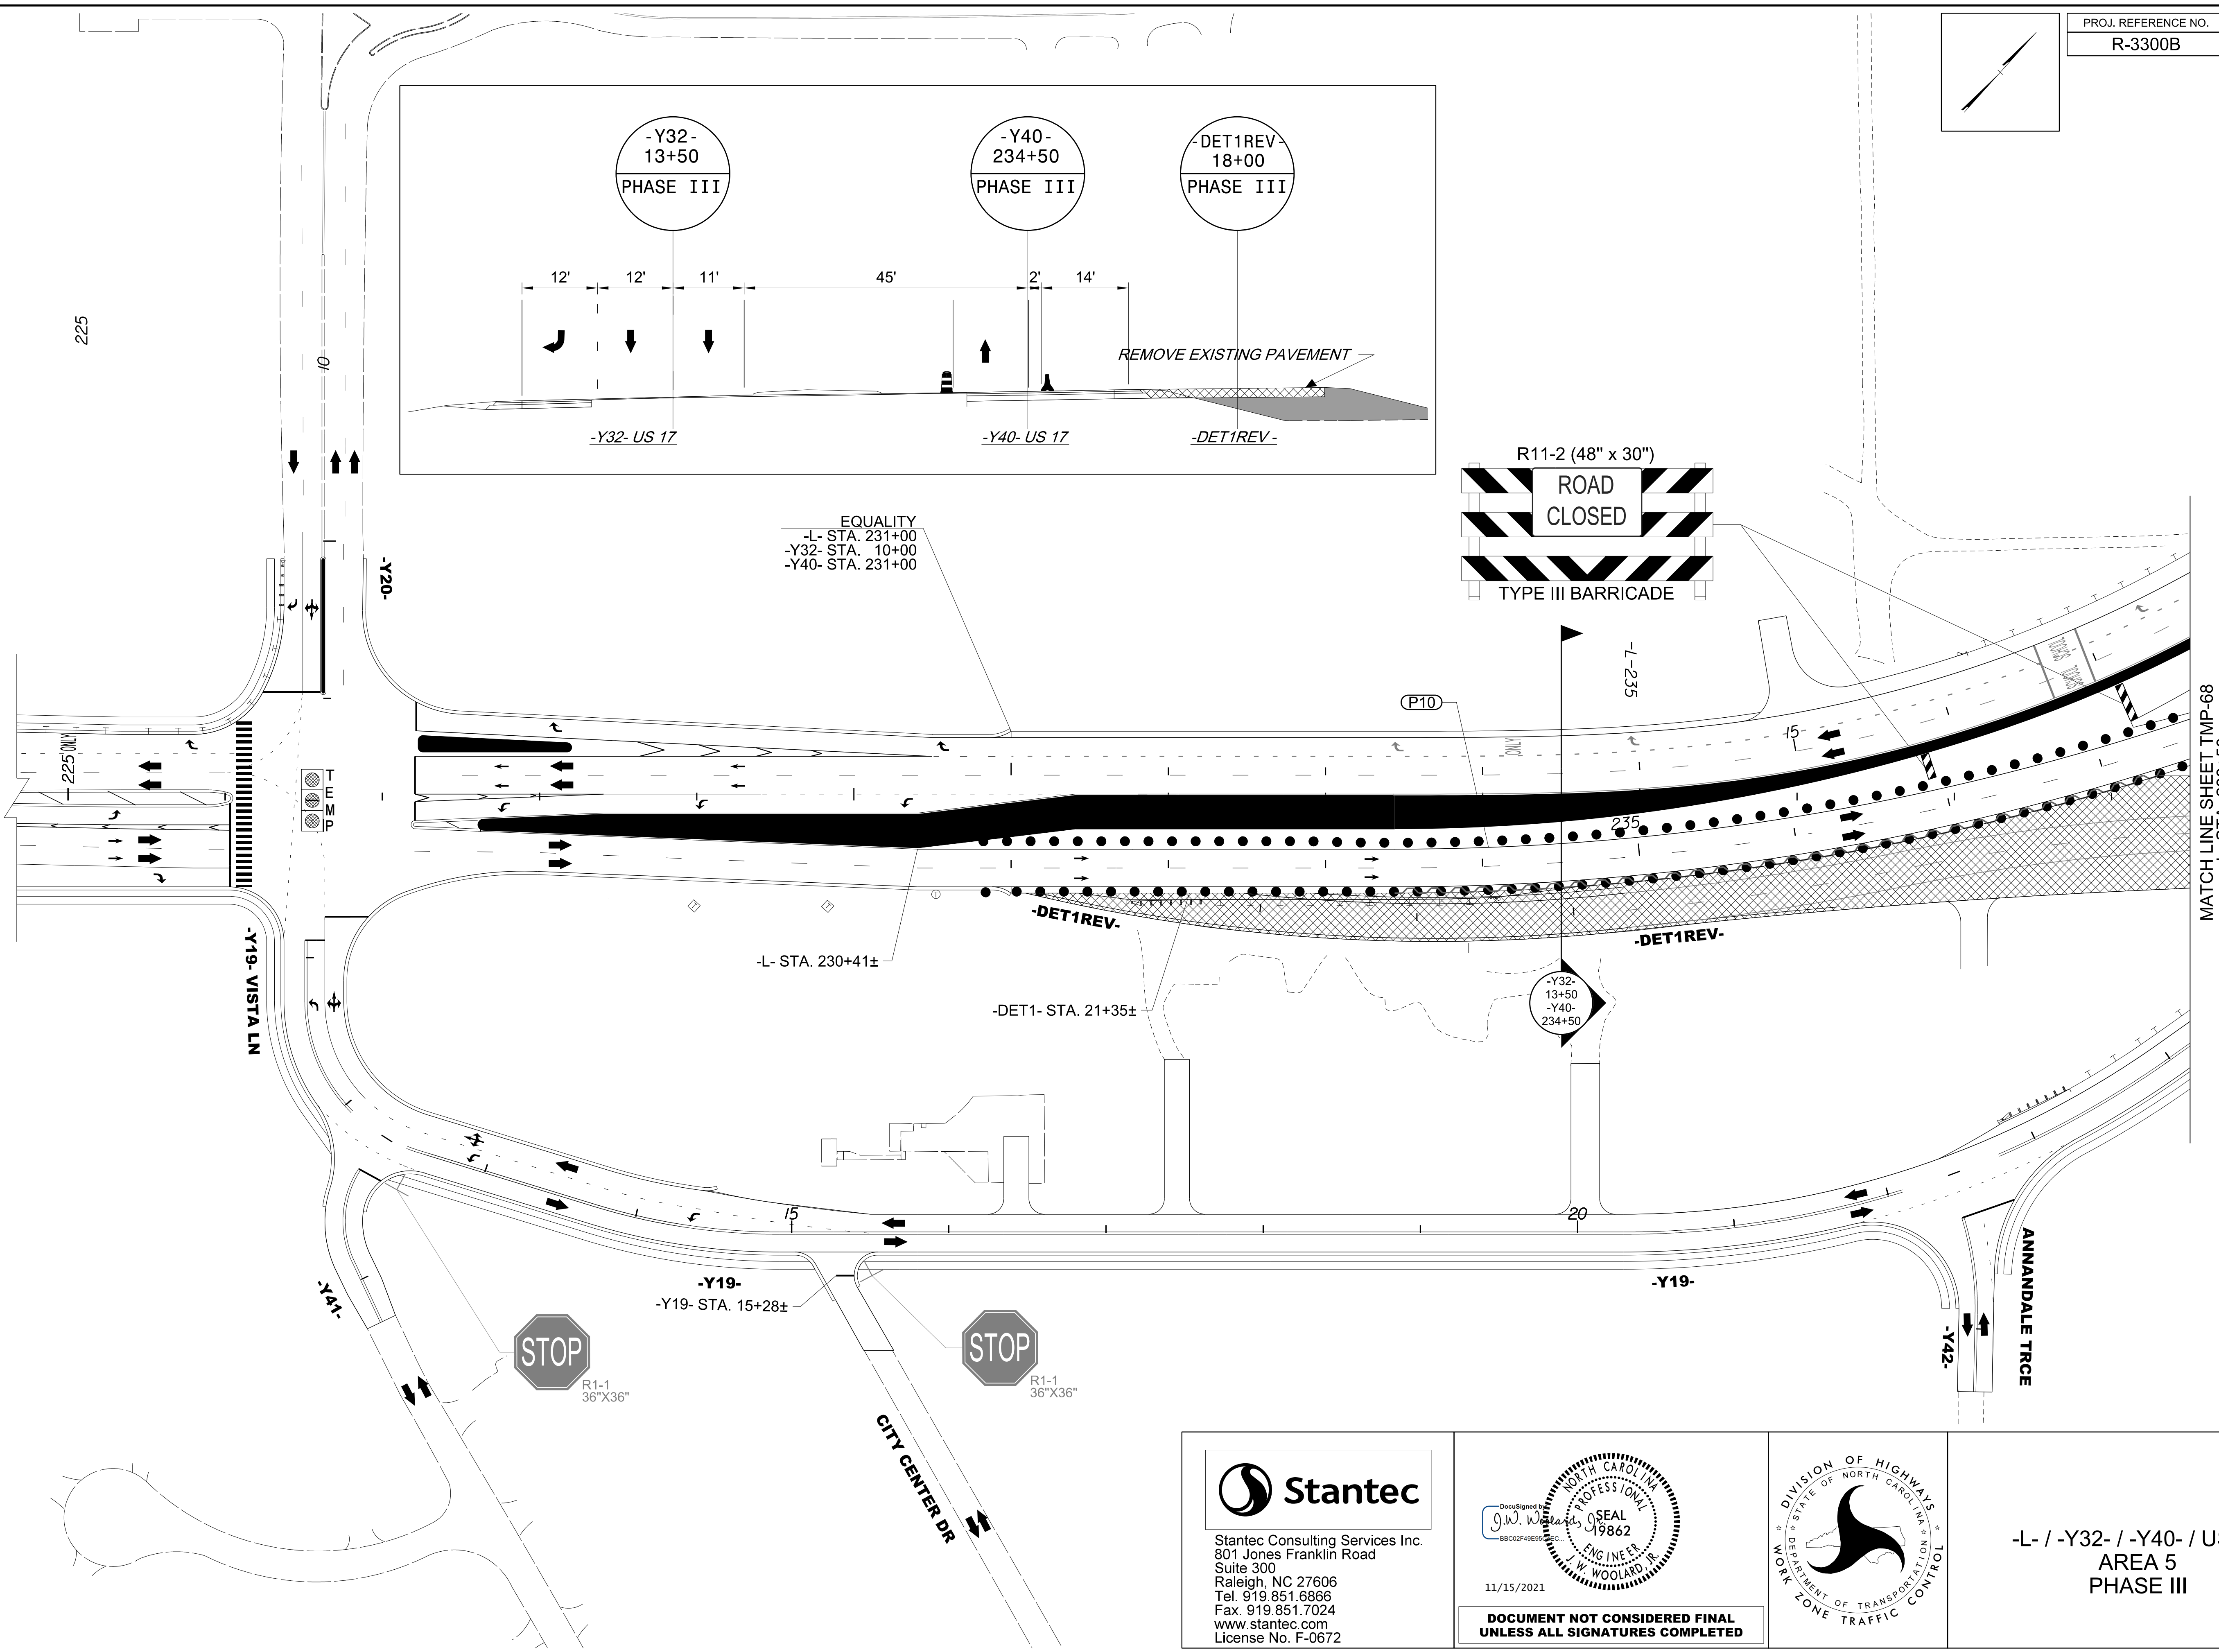 PROJ. REFERENCE NO.
R-3300B
-Y32-
13+50
PHASE III
-Y40-
234+50
PHASE III
-DET1REV-
18+00
PHASE III
12'
12'
11'
45'
2'
14'
REMOVE EXISTING PAVEMENT
-Y32- US 17
-Y40- US 17
-DET1REV -
225
10
R11-2 (48" x 30")
ROAD
CLOSED
TYPE III BARRICADE
EQUALITY
-L- STA. 231+00
-Y32- STA. 10+00
-Y40- STA. 231+00
-Y20-
-L-235
P10
SCHOOL
SCHOOL
ONLY
15
225
ONLY
T
E
M
P
235
MATCH LINE SHEET TMP-68
-DET1REV-
-DET1REV-
-L- STA. 230+41±
-DET1- STA. 21+35±
-Y32-
13+50
-Y40-
234+50
-Y19- VISTA LN
15
20
-Y19-
-Y19- STA. 15+28±
-Y19-
-Y41-
STOP
R1-1
36"X36"
STOP
R1-1
36"X36"
-Y42-
ANNANDALE TRCE
CITY CENTER DR
Stantec
Stantec Consulting Services Inc.
801 Jones Franklin Road
Suite 300
Raleigh, NC 27606
Tel. 919.851.6866
Fax. 919.851.7024
www.stantec.com
License No. F-0672
DocuSigned by
J.W. Woolard, Jr.
NORTH CAROLINA
PROFESSIONAL
SEAL
19862
ENGINEER
J. W. WOOLARD, JR.
11/15/2021
DOCUMENT NOT CONSIDERED FINAL
UNLESS ALL SIGNATURES COMPLETED
DIVISION OF HIGHWAYS
STATE OF NORTH CAROLINA
DEPARTMENT OF TRANSPORTATION
WORK ZONE TRAFFIC CONTROL
-L- / -Y32- / -Y40- /
AREA 5
PHASE III